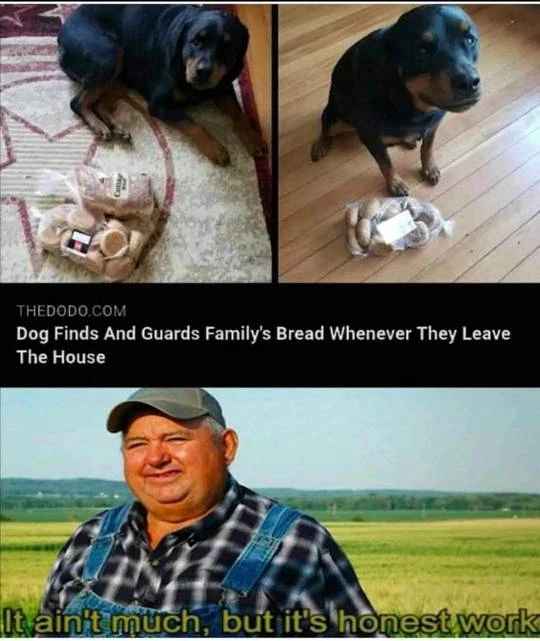 Cottage
THEDODO.COM
Dog Finds And Guards Family's Bread Whenever They Leave
The House
It ain't much, but it's honest work